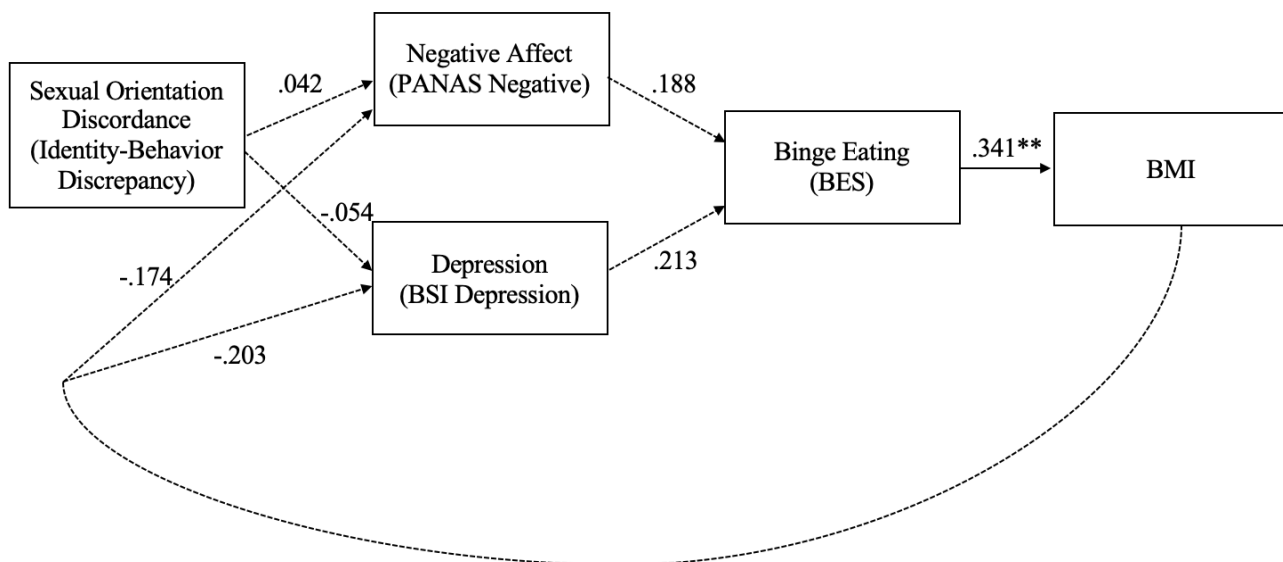 Sexual Orientation
Discordance
(Identity-Behavior
Discrepancy)
.042
-.054
-.174
-.203
Negative Affect
(PANAS Negative)
Depression
(BSI Depression)
.188
.213
Binge Eating
(BES)
.341**
BMI